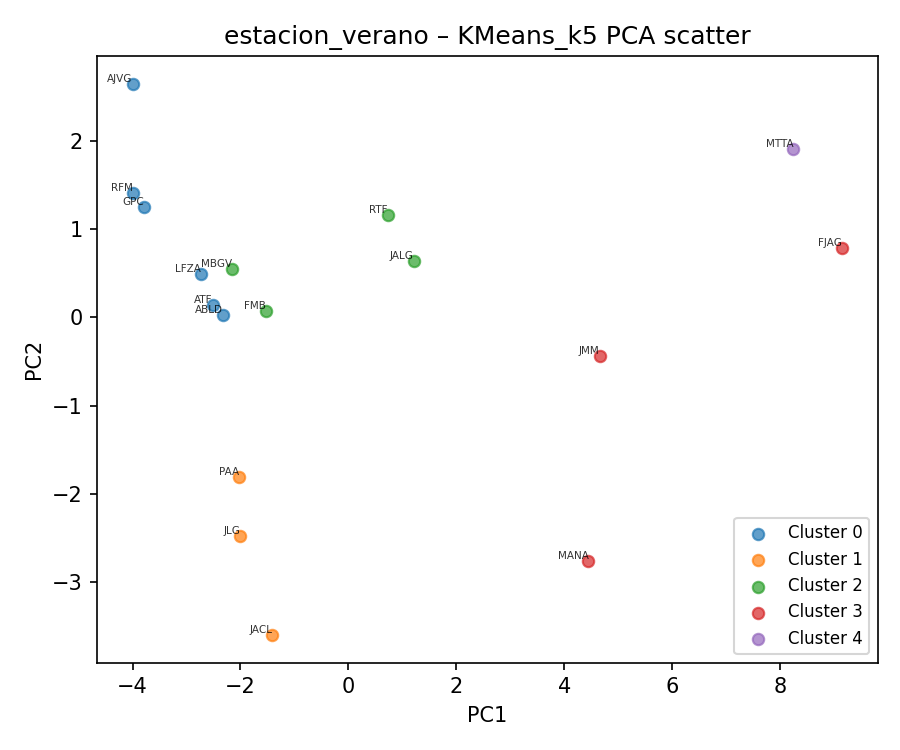 estacion_verano – KMeans_k5 PCA scatter
AJVG
MTTA
2
RFM
GPC
RTF
FJAG
1
JALG
LFZA
MBGV
ATF
FMB
ABLD
0
JMM
−1
PAA
−2
JLG
MANA
−3
JACL
PC2
Cluster 0
Cluster 1
Cluster 2
Cluster 3
Cluster 4
−4 −2 0 2 4 6 8
PC1